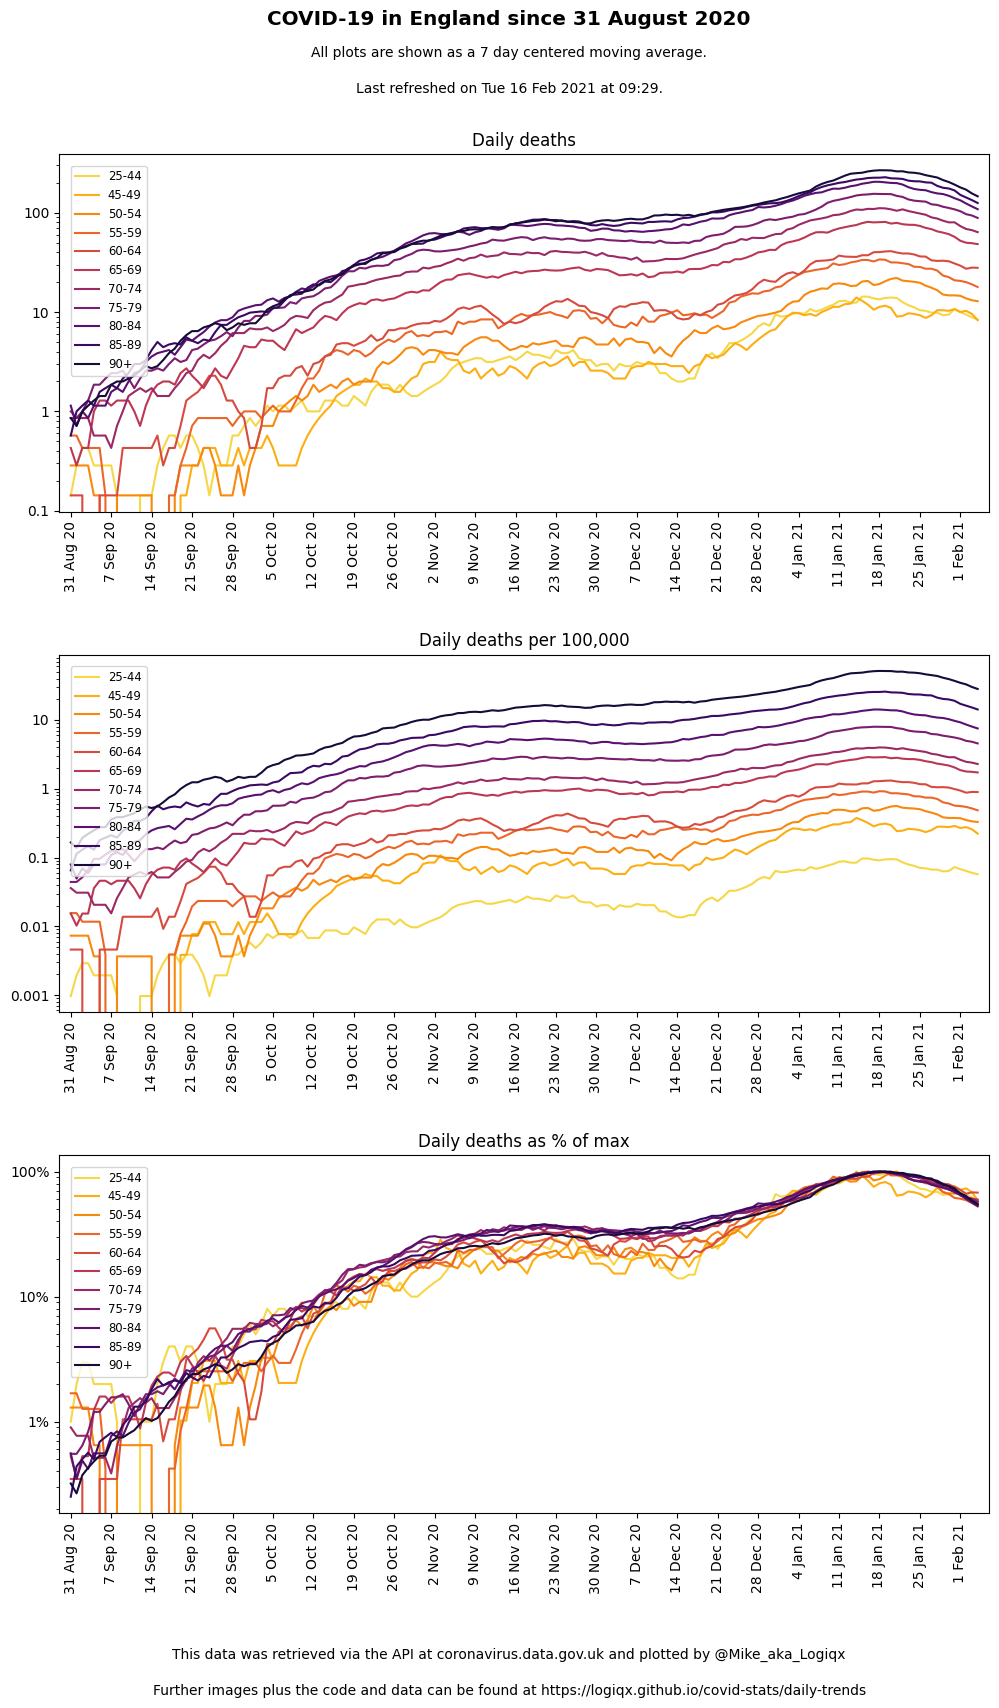 COVID-19 in England since 31 August 2020
All plots are shown as a 7 day centered moving average.
Last refreshed on Tue 16 Feb 2021 at 09:29.
Daily deaths
100
10
1
0.1
25-44
45-49
50-54
55-59
60-64
65-69
70-74
75-79
80-84
85-89
90+
31 Aug 20
7 Sep 20
14 Sep 20
21 Sep 20
28 Sep 20
5 Oct 20
12 Oct 20
19 Oct 20
26 Oct 20
2 Nov 20
9 Nov 20
16 Nov 20
23 Nov 20
30 Nov 20
7 Dec 20
14 Dec 20
21 Dec 20
28 Dec 20
4 Jan 21
11 Jan 21
18 Jan 21
25 Jan 21
1 Feb 21
Daily deaths per 100,000
10
1
0.1
0.01
0.001
25-44
45-49
50-54
55-59
60-64
65-69
70-74
75-79
80-84
85-89
90+
31 Aug 20
7 Sep 20
14 Sep 20
21 Sep 20
28 Sep 20
5 Oct 20
12 Oct 20
19 Oct 20
26 Oct 20
2 Nov 20
9 Nov 20
16 Nov 20
23 Nov 20
30 Nov 20
7 Dec 20
14 Dec 20
21 Dec 20
28 Dec 20
4 Jan 21
11 Jan 21
18 Jan 21
25 Jan 21
1 Feb 21
Daily deaths as % of max
100%
10%
1%
25-44
45-49
50-54
55-59
60-64
65-69
70-74
75-79
80-84
85-89
90+
31 Aug 20
7 Sep 20
14 Sep 20
21 Sep 20
28 Sep 20
5 Oct 20
12 Oct 20
19 Oct 20
26 Oct 20
2 Nov 20
9 Nov 20
16 Nov 20
23 Nov 20
30 Nov 20
7 Dec 20
14 Dec 20
21 Dec 20
28 Dec 20
4 Jan 21
11 Jan 21
18 Jan 21
25 Jan 21
1 Feb 21
This data was retrieved via the API at coronavirus.data.gov.uk and plotted by @Mike_aka_Logiqx
Further images plus the code and data can be found at https://logiqx.github.io/covid-stats/daily-trends